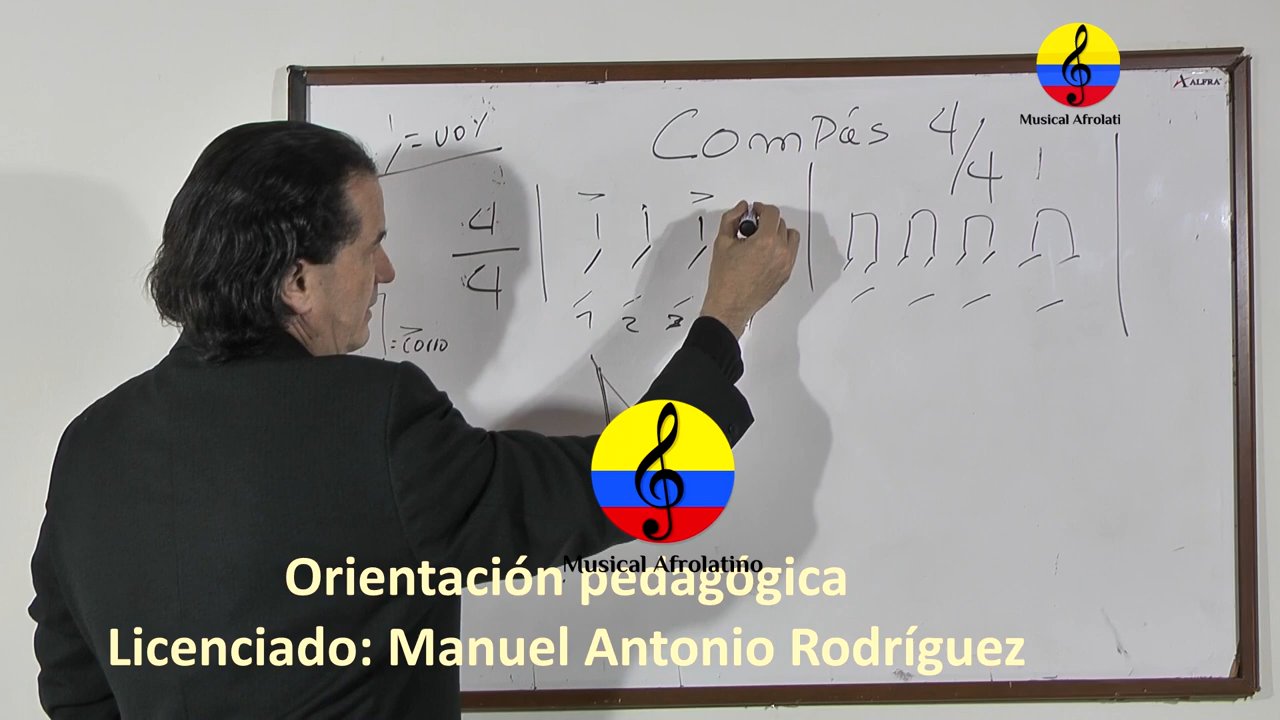 ALFRA
Musical Afrolati
= voy
Compás 4/4
4
4
1 2 3
= corro
Musical Afrolatino
Orientación pedagógica
Licenciado: Manuel Antonio Rodríguez